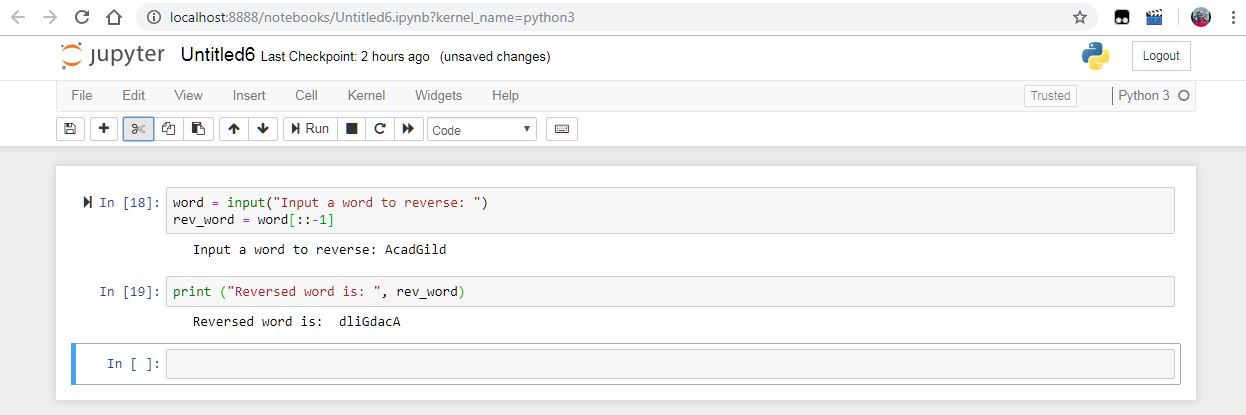 localhost:8888/notebooks/Untitled6.ipynb?kernel_name=python3
jupyter Untitled6 Last Checkpoint: 2 hours ago (unsaved changes)
Logout
File Edit View Insert Cell Kernel Widgets Help
Trusted
Python 3
Run
Code
In [18]: word = input("Input a word to reverse: ")
rev_word = word[::-1]
Input a word to reverse: AcadGild
In [19]: print ("Reversed word is: ", rev_word)
Reversed word is:  dliGdacA
In [ ]: